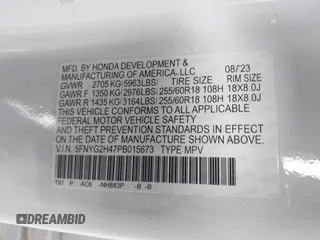 MFD. BY HONDA DEVELOPMENT &
MANUFACTURING OF AMERICA, LLC 08/'23
GVWR 2705 KG(5963LBS) TIRE SIZE RIM SIZE
GAWR F 1350 KG(2976LBS) 255/60R18 108H 18X8.0J
GAWR R 1435 KG(3164LBS) 255/60R18 108H 18X8.0J
THIS VEHICLE CONFORMS TO ALL APPLICABLE
FEDERAL MOTOR VEHICLE SAFETY AND
THEFT PREVENTION STANDARDS IN EFFECT ON THE
DATE OF MANUFACTURE SHOWN ABOVE.
V.I.N. 5FNYG2H47PB015673 TYPE MPV
T91 P AC6 -NH883P -B -B
DEALERSHIP.COM